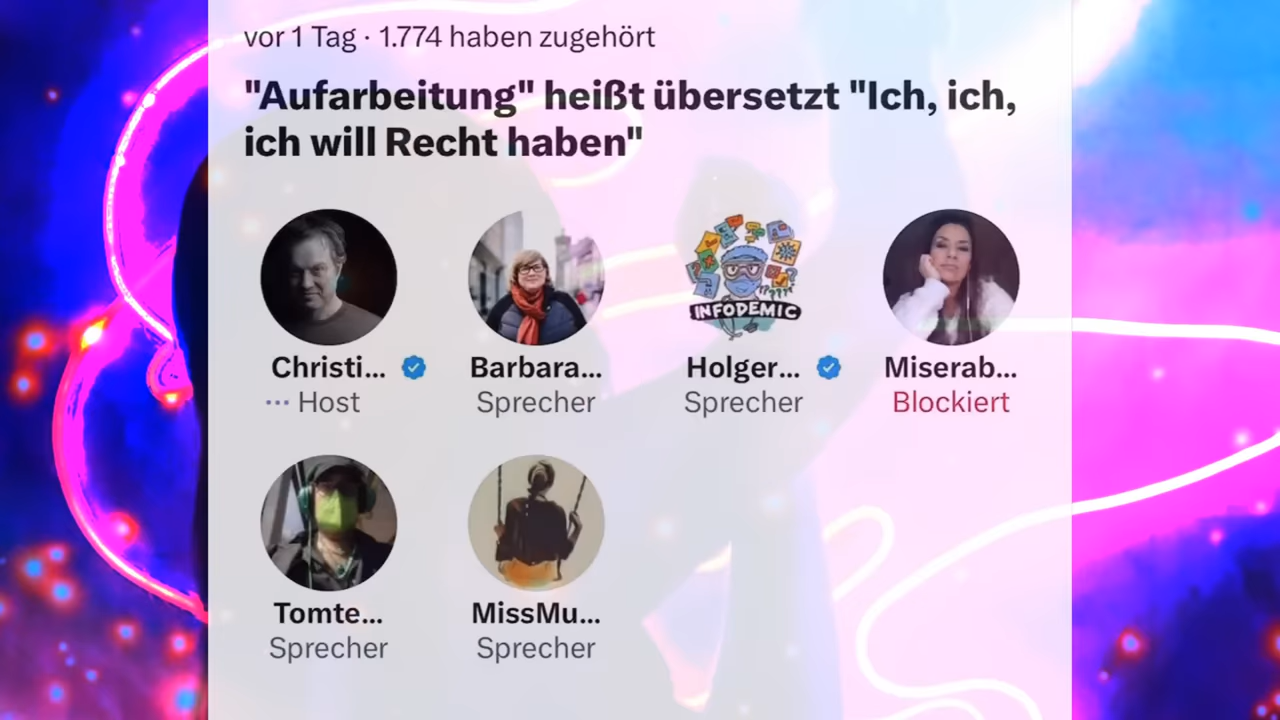 vor 1 Tag · 1.774 haben zugehört
"Aufarbeitung" heißt übersetzt "Ich, ich,
ich will Recht haben"
INFODEMIC
Christi... Barbara... Holger... Miserab...
··· Host Sprecher Sprecher Blockiert
Tomte... MissMu...
Sprecher Sprecher